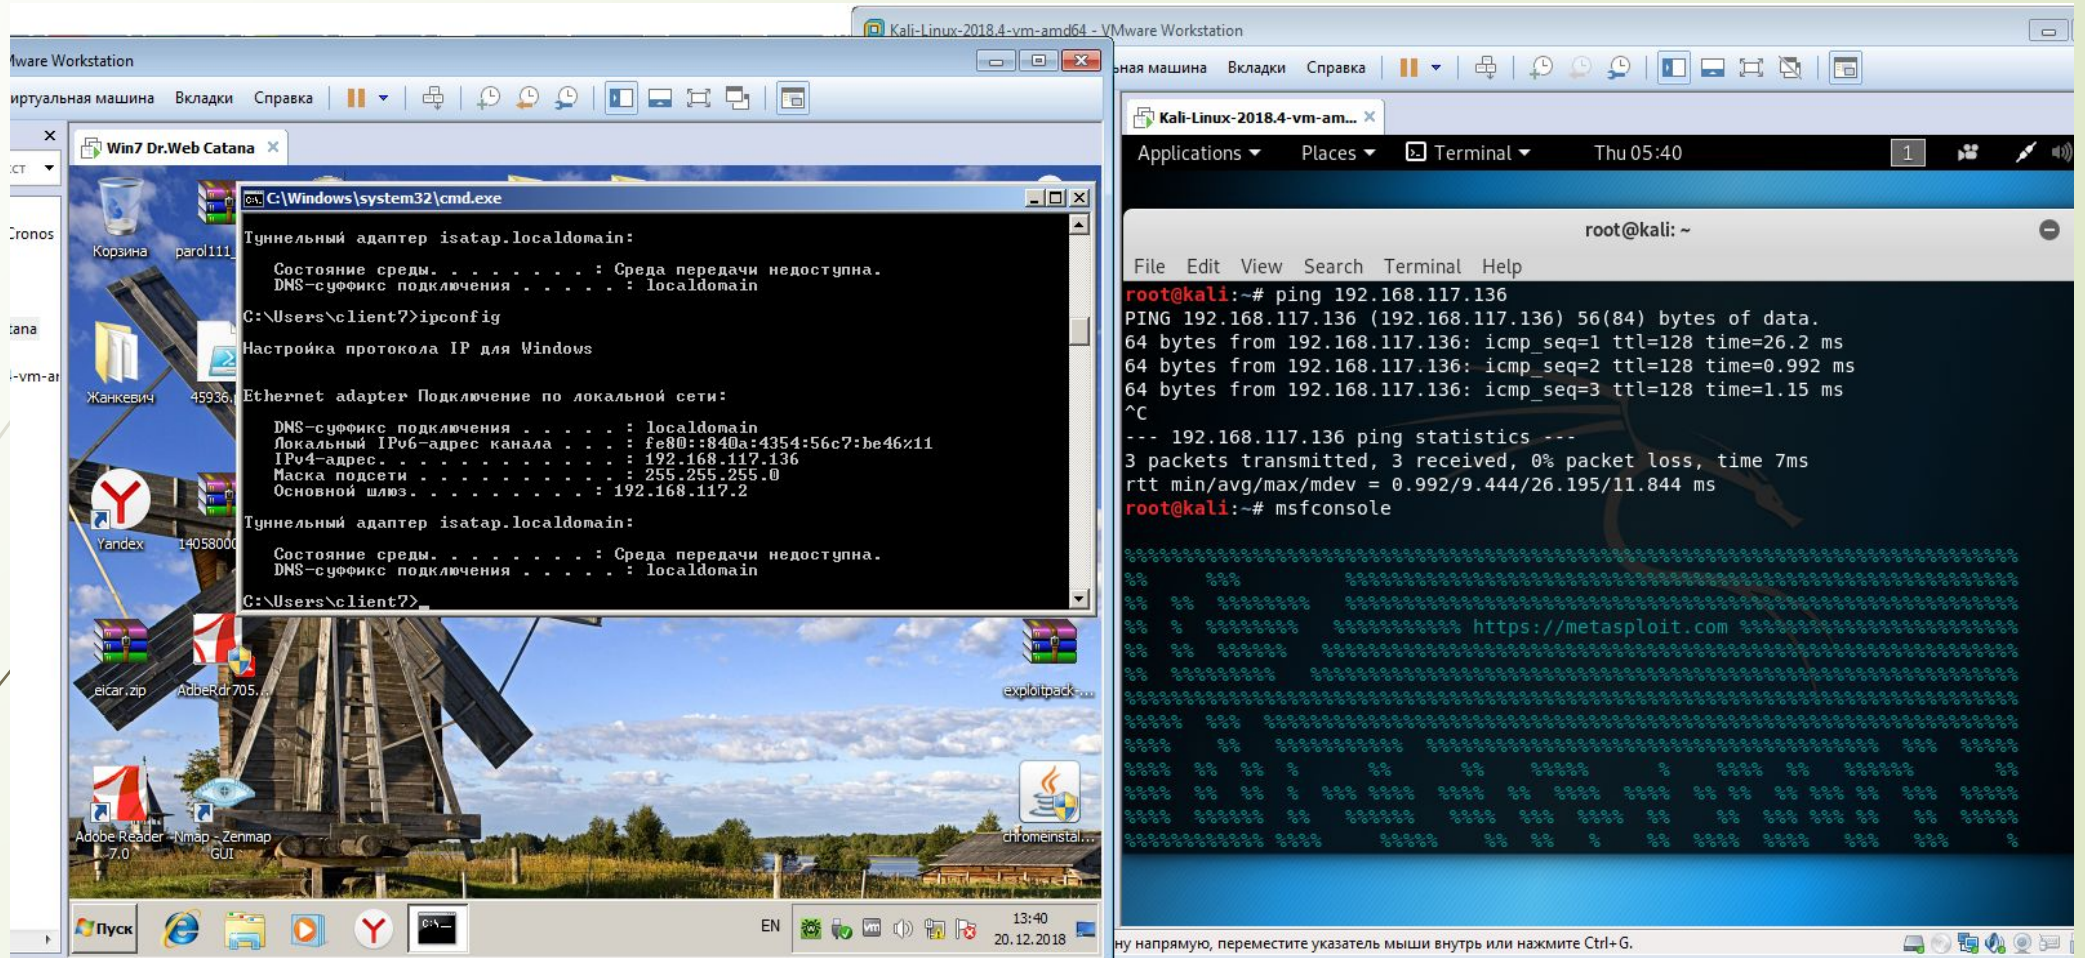 Kali-Linux-2018.4-vm-amd64 - VMware Workstation
Mware Workstation
Вкладки Справка
Вкладки Справка
Win7 Dr.Web Catana
Корзина
parol111_
Cronos
Жанкевич
45936.
Yandex
14058000
eicar.zip
AdbeRdr705...
exploitpack-...
Adobe Reader 7.0
Nmap - Zenmap GUI
chromeinstal...
C:\Windows\system32\cmd.exe
Туннельный адаптер isatap.localdomain:
Состояние среды. . . . . . . . : Среда передачи недоступна.
DNS-суффикс подключения . . . . . : localdomain
C:\Users\client7>ipconfig
Настройка протокола IP для Windows
Ethernet adapter Подключение по локальной сети:
DNS-суффикс подключения . . . . . : localdomain
Локальный IPv6-адрес канала . . . : fe80::840a:4354:56c7:be46%11
IPv4-адрес. . . . . . . . . . . . : 192.168.117.136
Маска подсети . . . . . . . . . . : 255.255.255.0
Основной шлюз. . . . . . . . . : 192.168.117.2
Туннельный адаптер isatap.localdomain:
Состояние среды. . . . . . . . : Среда передачи недоступна.
DNS-суффикс подключения . . . . . : localdomain
C:\Users\client7>_
Пуск
EN
13:40
20.12.2018
Kali-Linux-2018.4-vm-am...
Applications Places Terminal Thu 05:40 1
root@kali: ~
File Edit View Search Terminal Help
root@kali:~# ping 192.168.117.136
PING 192.168.117.136 (192.168.117.136) 56(84) bytes of data.
64 bytes from 192.168.117.136: icmp_seq=1 ttl=128 time=26.2 ms
64 bytes from 192.168.117.136: icmp_seq=2 ttl=128 time=0.992 ms
64 bytes from 192.168.117.136: icmp_seq=3 ttl=128 time=1.15 ms
^C
--- 192.168.117.136 ping statistics ---
3 packets transmitted, 3 received, 0% packet loss, time 7ms
rtt min/avg/max/mdev = 0.992/9.444/26.195/11.844 ms
root@kali:~# msfconsole
https://metasploit.com
ну напрямую, переместите указатель мыши внутрь или нажмите Ctrl+G.